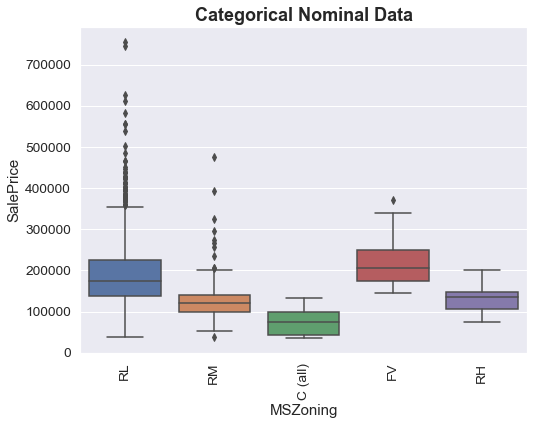 Categorical Nominal Data
700000
600000
500000
400000
300000
200000
100000
0
SalePrice
RL
RM
C (all)
FV
RH
MSZoning